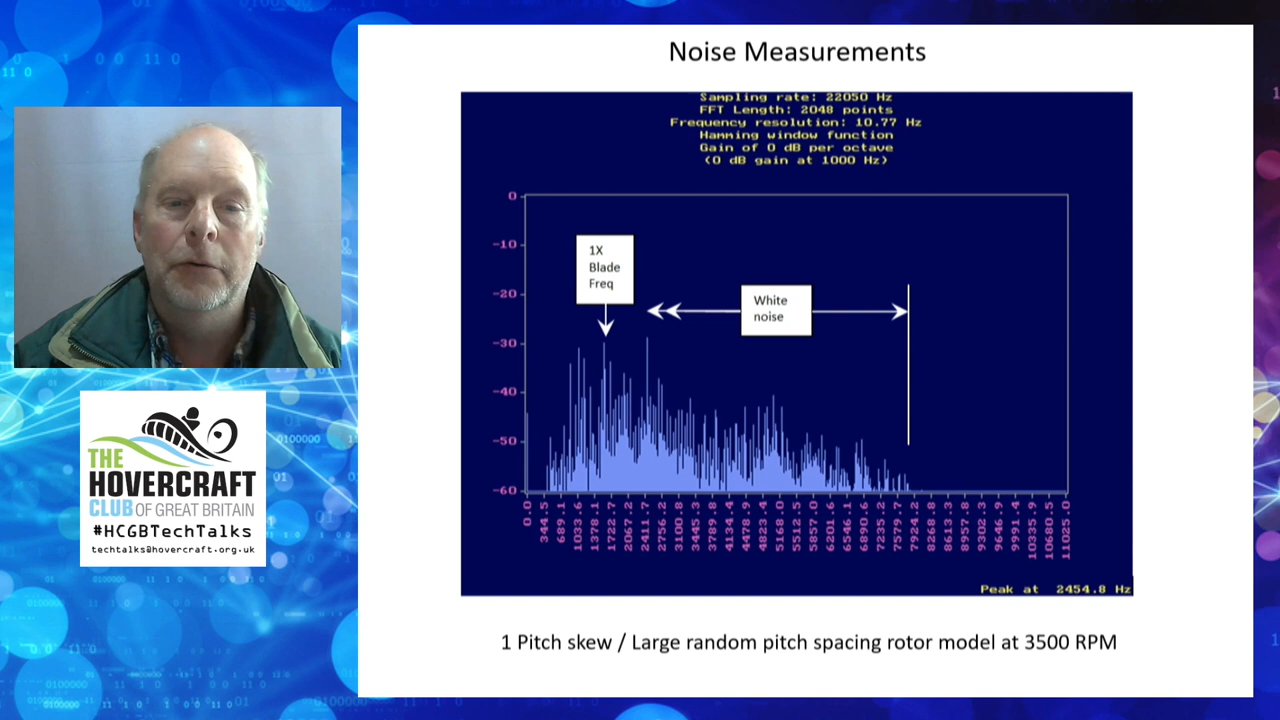 Noise Measurements
Sampling rate: 22050 Hz
FFT Length: 2048 points
Frequency resolution: 10.77 Hz
Hamming window function
Gain of 0 dB per octave
(0 dB gain at 1000 Hz)
0
-10
-20
-30
-40
-50
-60
1X
Blade
Freq
White
noise
0.0
344.5
689.1
1033.6
1378.1
1722.7
2067.2
2411.7
2756.2
3100.8
3445.3
3789.8
4134.4
4478.9
4823.4
5168.0
5512.5
5857.0
6201.6
6546.1
6890.6
7235.2
7579.7
7924.2
8268.8
8613.3
8957.8
9302.3
9646.9
9991.4
10335.9
10680.5
11025.0
Peak at 2454.8 Hz
1 Pitch skew / Large random pitch spacing rotor model at 3500 RPM
THE
HOVERCRAFT
CLUB OF GREAT BRITAIN
#HCGBTechTalks
techtalks@hovercraft.org.uk